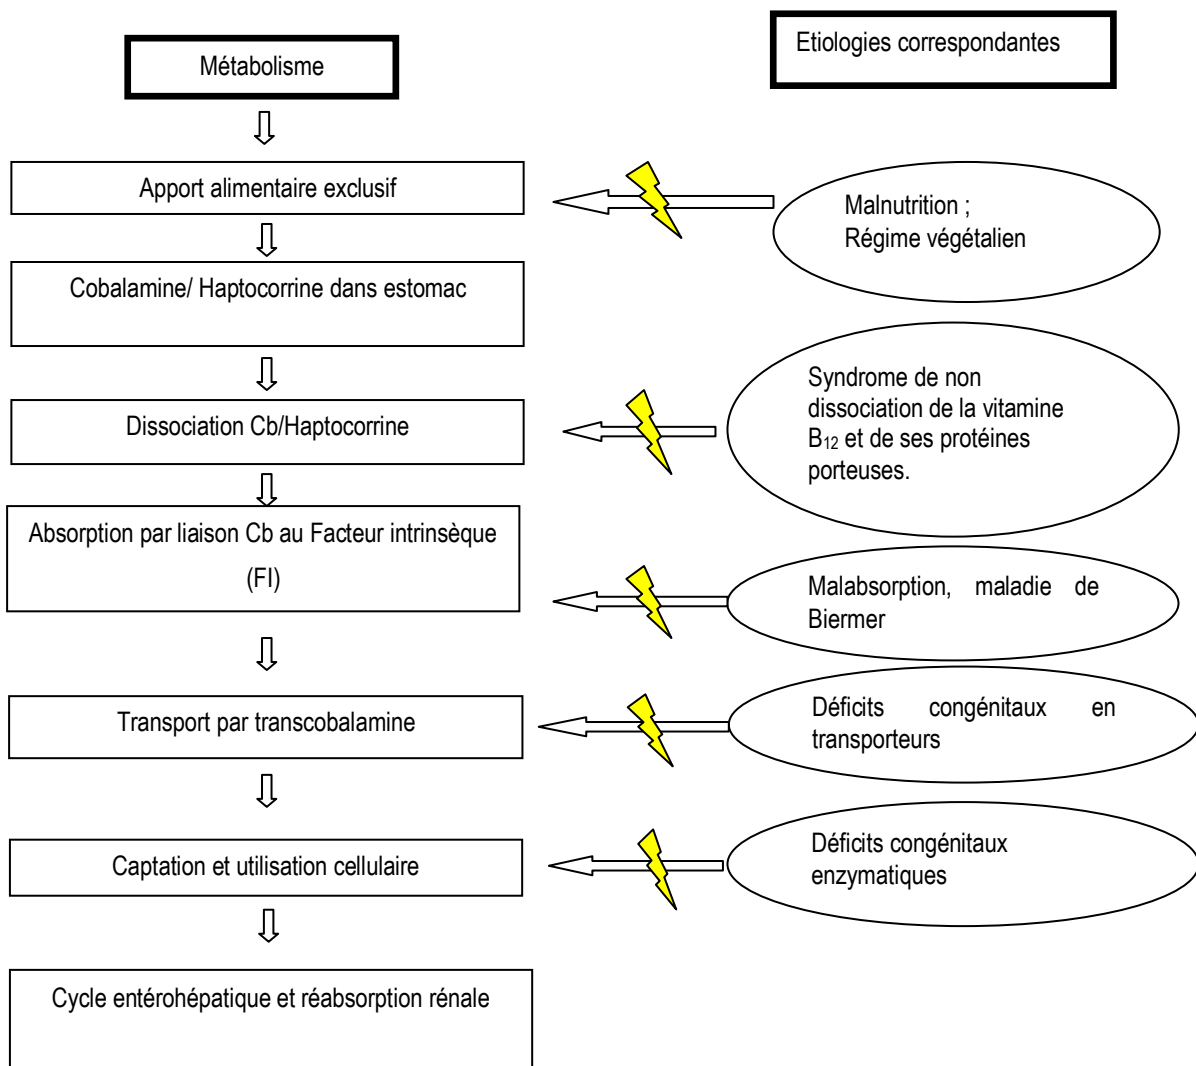 Métabolisme
Etiologies correspondantes
Apport alimentaire exclusif
Malnutrition ;
Régime végétalien
Cobalamine/ Haptocorrine dans estomac
Dissociation Cb/Haptocorrine
Syndrome de non
dissociation de la vitamine
B₁₂ et de ses protéines
porteuses.
Absorption par liaison Cb au Facteur intrinsèque
(FI)
Malabsorption, maladie de
Biermer
Transport par transcobalamine
Déficits congénitaux en
transporteurs
Captation et utilisation cellulaire
Déficits congénitaux
enzymatiques
Cycle entérohépatique et réabsorption rénale